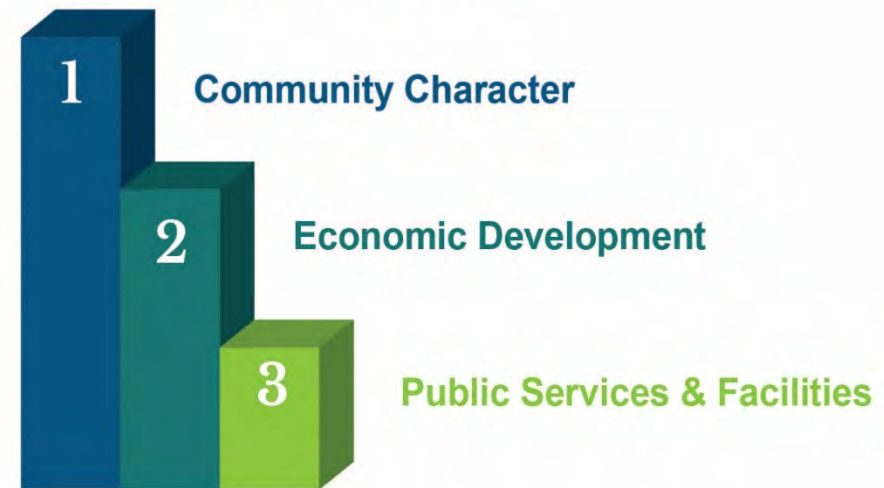 1
Community Character
2
Economic Development
3
Public Services & Facilities